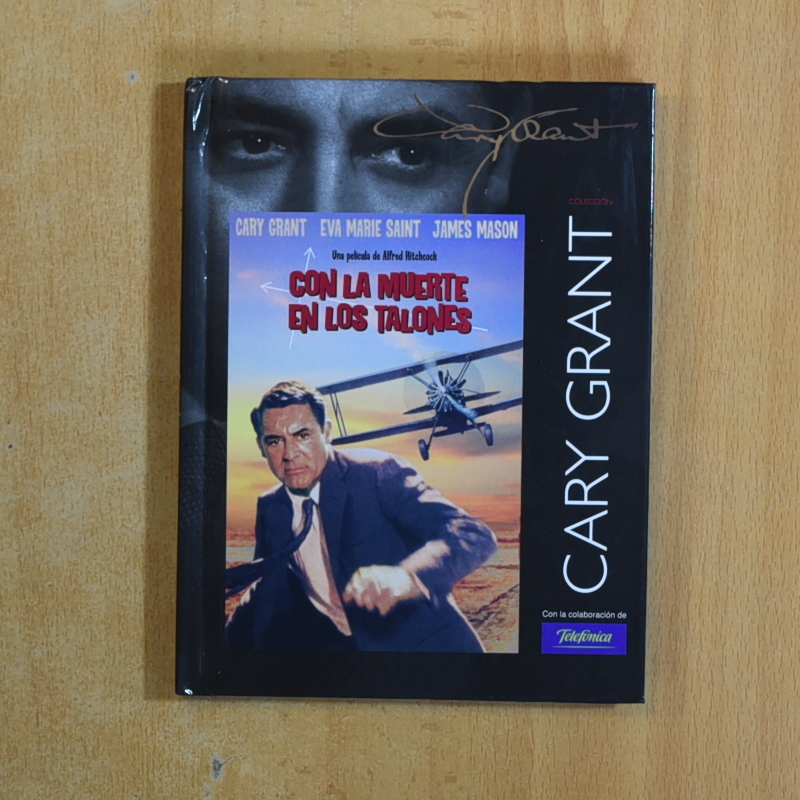 Cary Grant
COLECCIÓN
CARY GRANT
CARY GRANT EVA MARIE SAINT JAMES MASON
Una película de Alfred Hitchcock
CON LA MUERTE
EN LOS TALONES
Con la colaboración de
Telefónica